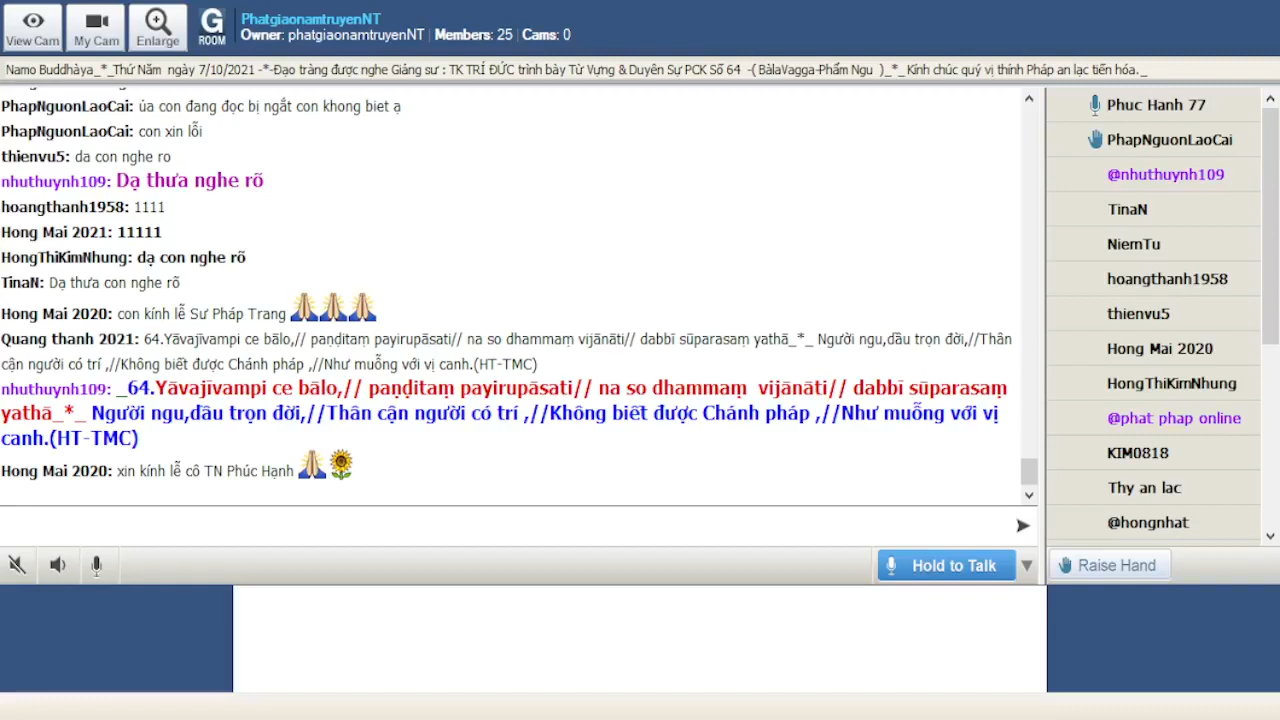 View Cam
My Cam
Enlarge
G
ROOM
PhatgiaonamtruyenNT
Owner: phatgiaonamtruyenNT | Members: 25 | Cams: 0
Namo Buddhàya_*_Thứ Năm ngày 7/10/2021 -*-Đạo tràng được nghe Giảng sư : TK TRÍ ĐỨC trình bày Từ Vựng & Duyên Sự PCK Số 64 -( BàlaVagga-Phẩm Ngu )_*_ Kính chúc quý vị thính Pháp an lạc tiến hóa._
PhapNguonLaoCai: ủa con đang đọc bị ngắt con khong biet ạ
PhapNguonLaoCai: con xin lỗi
thienvu5: da con nghe ro
nhuthuynh109: Dạ thưa nghe rõ
hoangthanh1958: 1111
Hong Mai 2021: 11111
HongThiKimNhung: dạ con nghe rõ
TinaN: Dạ thưa con nghe rõ
Hong Mai 2020: con kính lễ Sư Pháp Trang
Quang thanh 2021: 64.Yāvajīvampi ce bālo,// paṇḍitaṃ payirupāsati// na so dhammaṃ vijānāti// dabbī sūparasaṃ yathā_*_ Người ngu,dầu trọn đời,//Thân
cận người có trí ,//Không biết được Chánh pháp ,//Như muỗng với vị canh.(HT-TMC)
nhuthuynh109: _64.Yāvajīvampi ce bālo,// paṇḍitaṃ payirupāsati// na so dhammaṃ vijānāti// dabbī sūparasaṃ
yathā_*_ Người ngu,dầu trọn đời,//Thân cận người có trí ,//Không biết được Chánh pháp ,//Như muỗng với vị
canh.(HT-TMC)
Hong Mai 2020: xin kính lễ cô TN Phúc Hạnh
Phuc Hanh 77
PhapNguonLaoCai
@nhuthuynh109
TinaN
NiemTu
hoangthanh1958
thienvu5
Hong Mai 2020
HongThiKimNhung
@phat phap online
KIM0818
Thy an lac
@hongnhat
Hold to Talk
Raise Hand